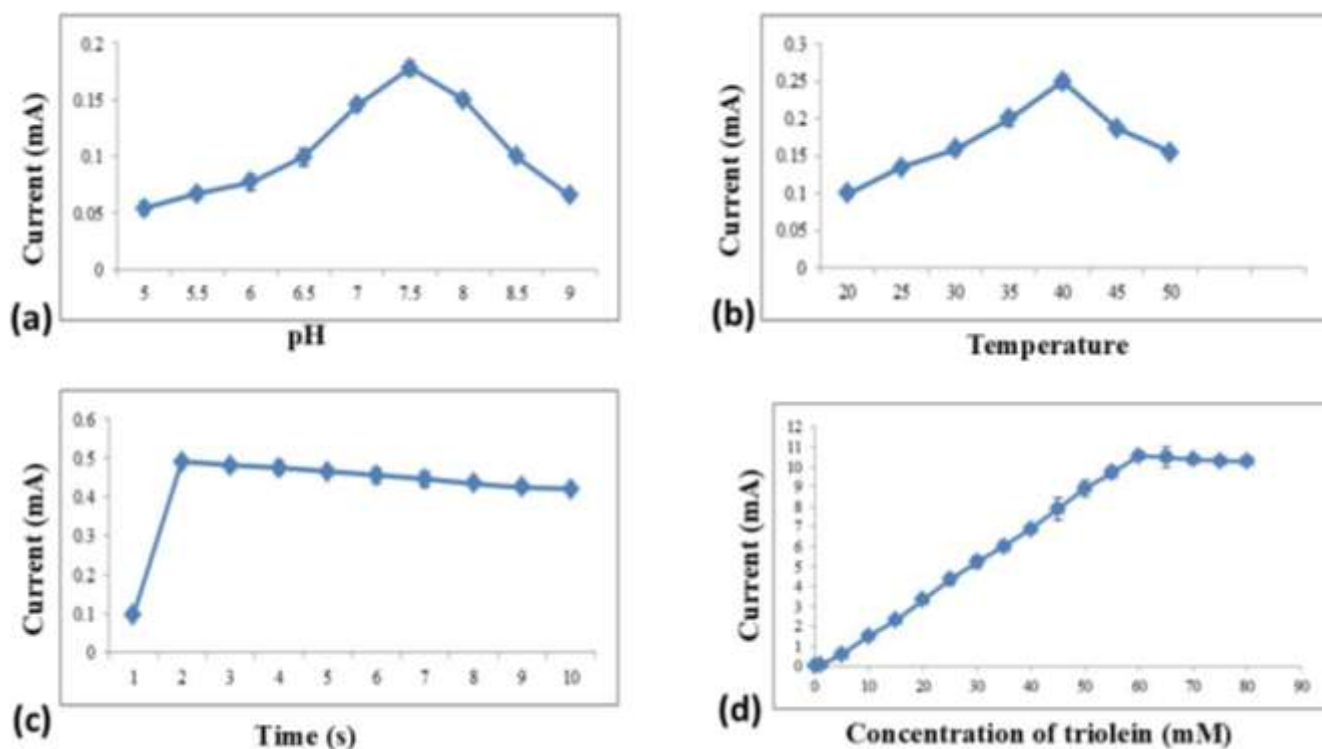 0.2
0.15
0.1
0.05
0
Current (mA)
5 5.5 6 6.5 7 7.5 8 8.5 9
(a)
pH
0.3
0.25
0.2
0.15
0.1
0.05
0
Current (mA)
20 25 30 35 40 45 50
(b)
Temperature
0.6
0.5
0.4
0.3
0.2
0.1
0
Current (mA)
1 2 3 4 5 6 7 8 9 10
(c)
Time (s)
12
11
10
9
8
7
6
5
4
3
2
1
0
Current (mA)
0 10 20 30 40 50 60 70 80 90
(d)
Concentration of triolein (mM)